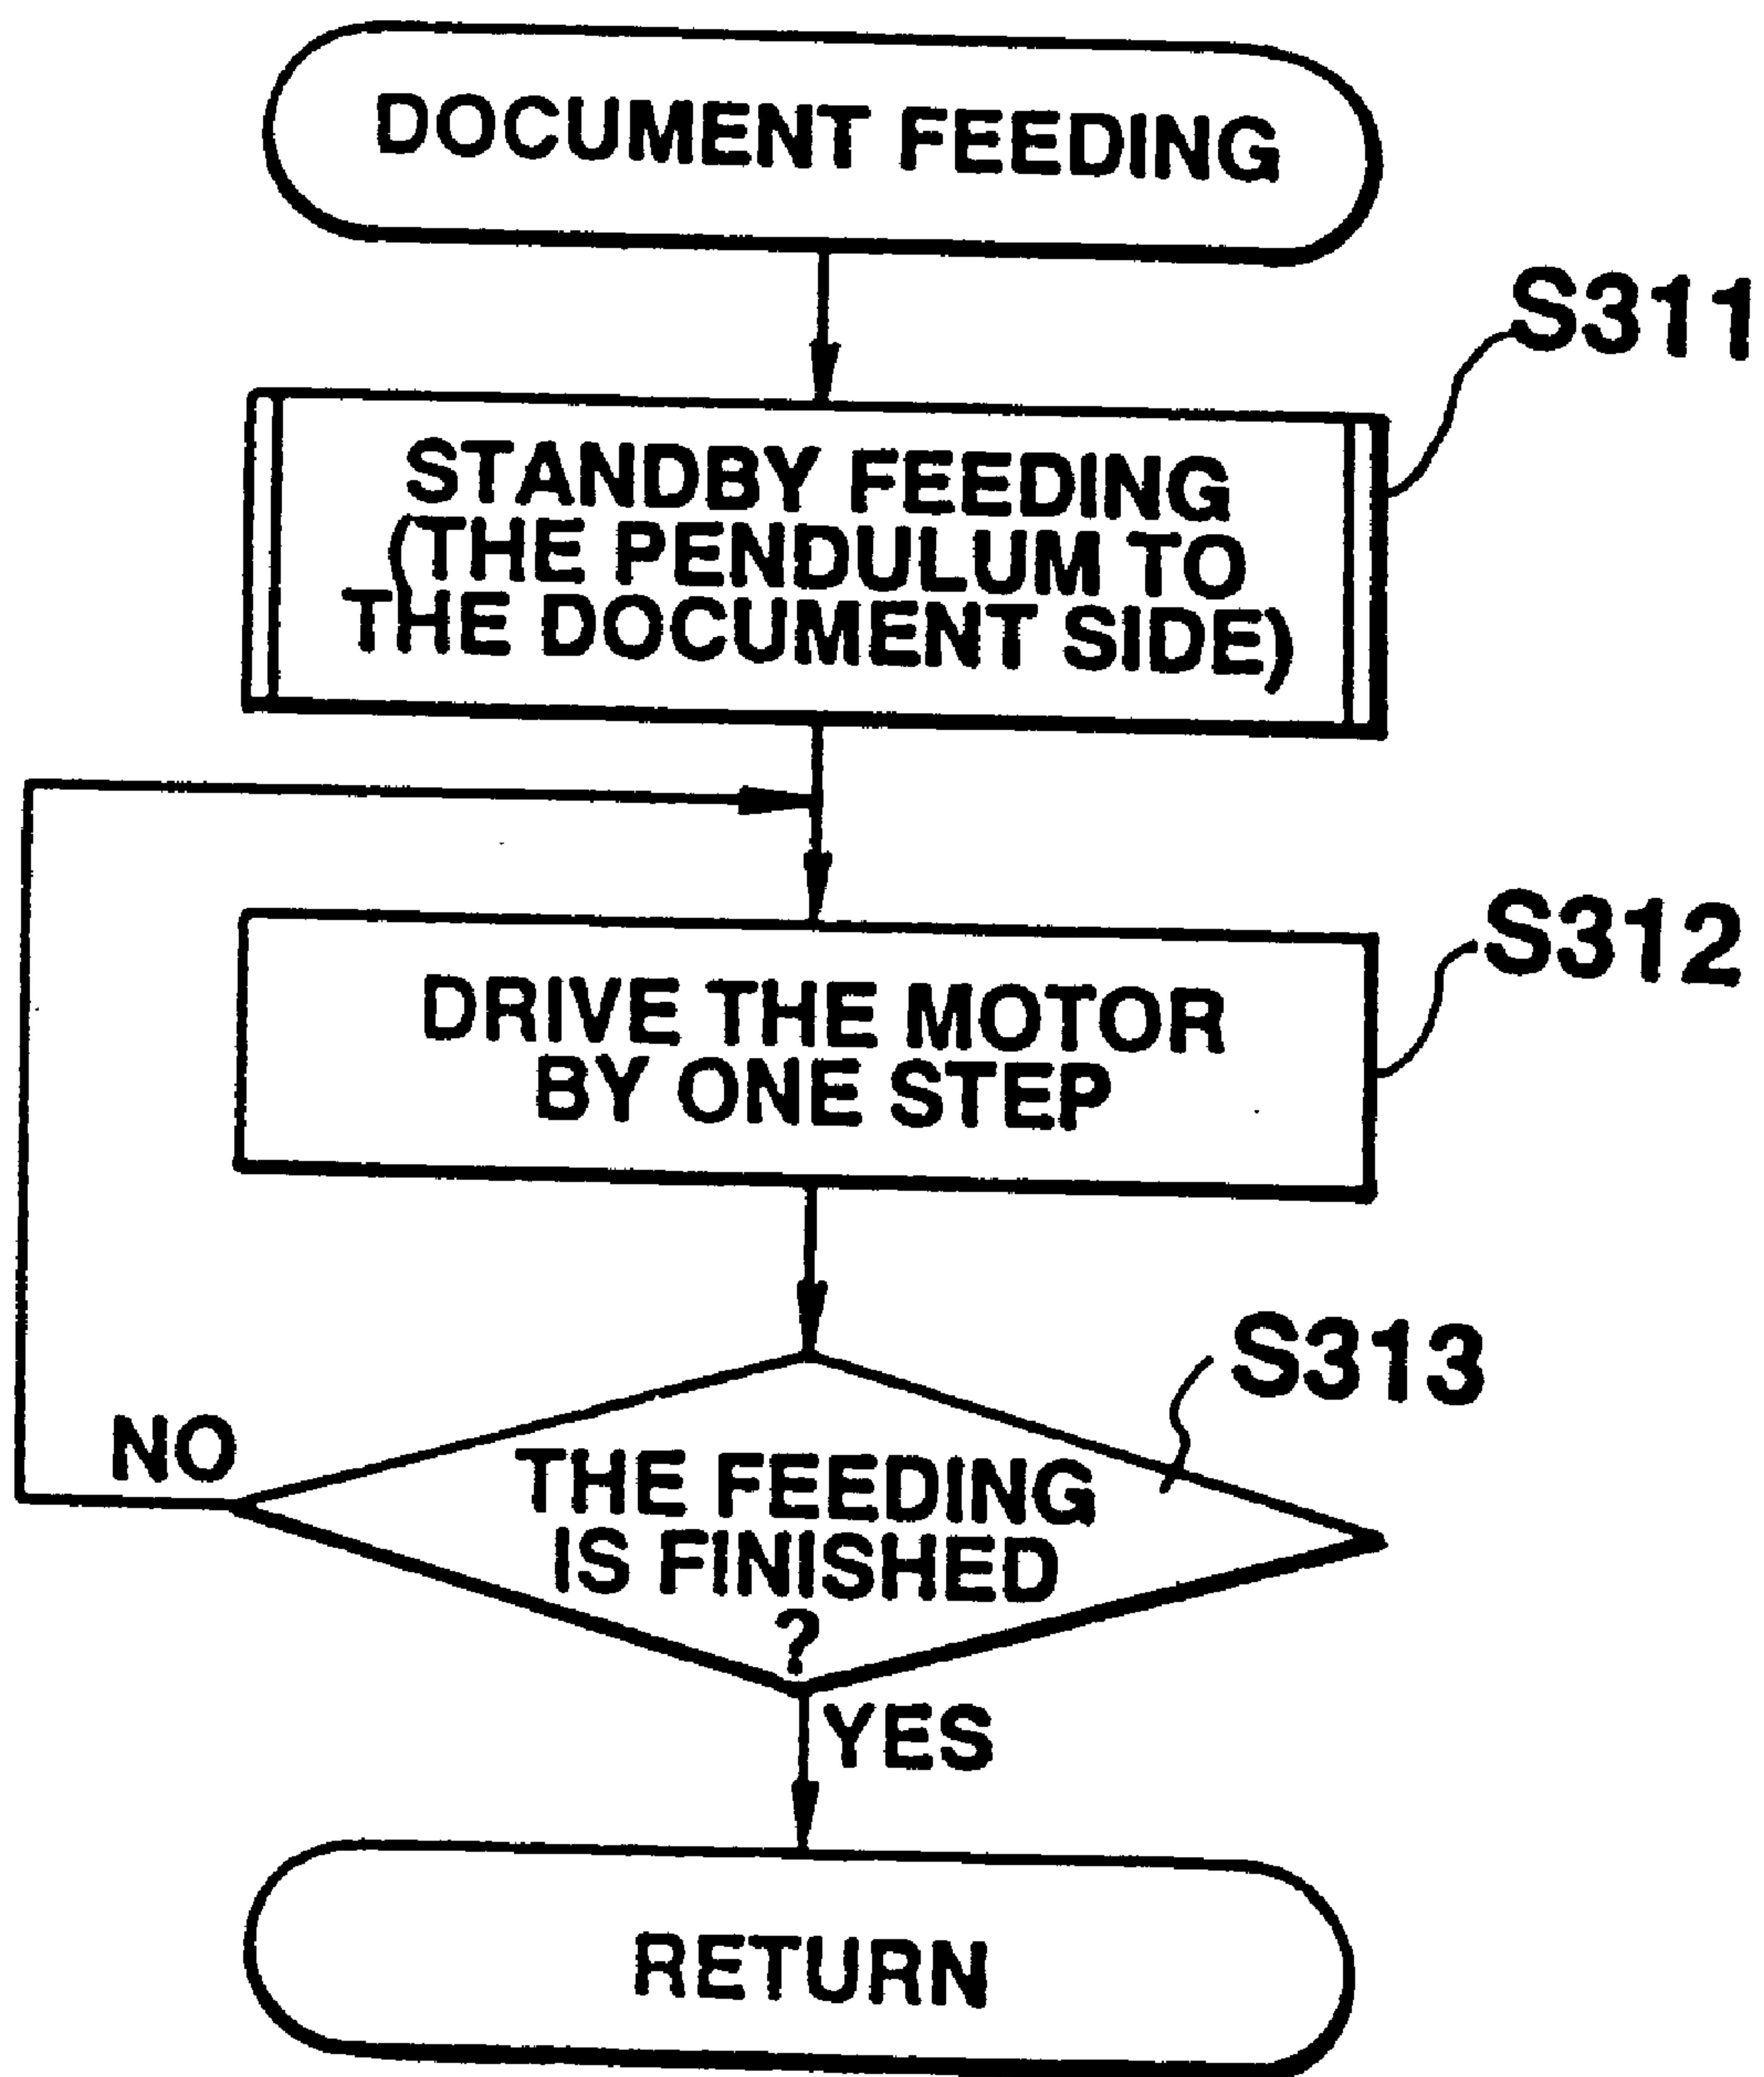 DOCUMENT FEEDING
S311
STANDBY FEEDING
(THE PENDULUM TO
THE DOCUMENT SIDE)
S312
DRIVE THE MOTOR
BY ONE STEP
S313
NO
THE FEEDING
IS FINISHED
?
YES
RETURN